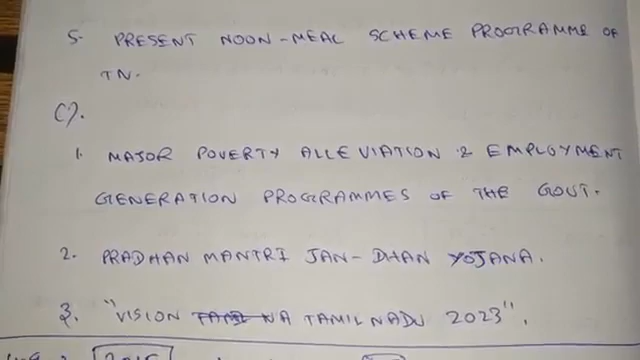 5. PRESENT NOON-MEAL SCHEME PROGRAMME OF
TN.
C).
1. MAJOR POVERTY ALLEVIATION & EMPLOYMENT
GENERATION PROGRAMMES OF THE GOVT.
2. PRADHAN MANTRI JAN-DHAN YOJANA.
3. "VISION TAMILNADU 2023".
2015